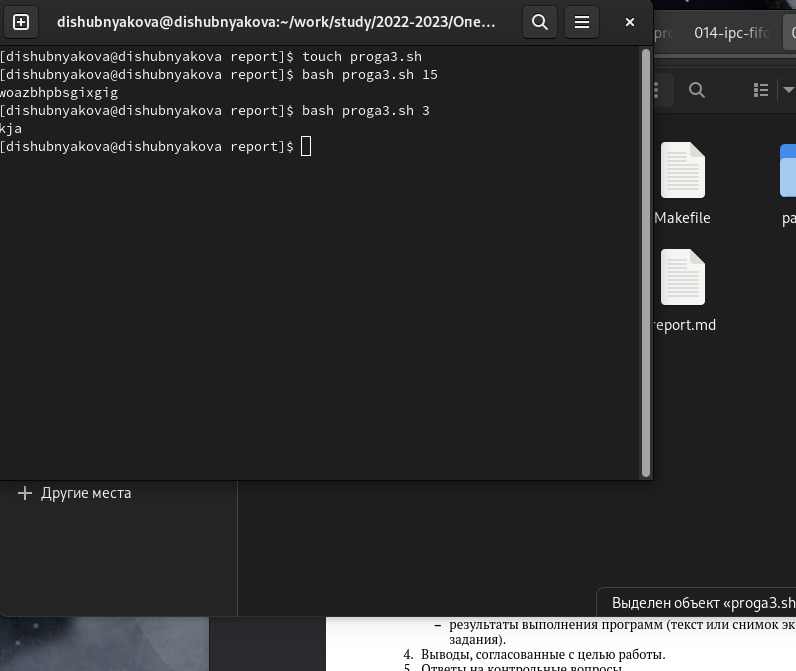 dishubnyakova@dishubnyakova:~/work/study/2022-2023/Опе...
014-ipc-fifo
[dishubnyakova@dishubnyakova report]$ touch proga3.sh
[dishubnyakova@dishubnyakova report]$ bash proga3.sh 15
woazbhpbsgixgig
[dishubnyakova@dishubnyakova report]$ bash proga3.sh 3
kja
[dishubnyakova@dishubnyakova report]$
Makefile
pa
report.md
Другие места
Выделен объект «proga3.sh
– результаты выполнения программ (текст или снимок эк
задания).
4. Выводы, согласованные с целью работы.
5. Ответы на контрольные вопросы.